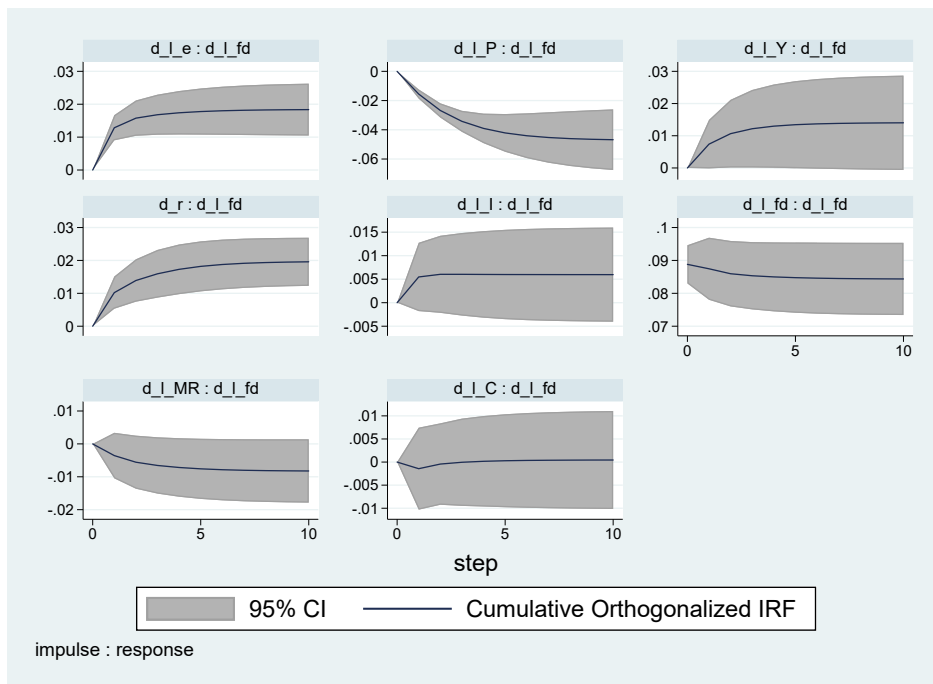 d_l_e : d_l_fd
d_l_P : d_l_fd
d_l_Y : d_l_fd
.03
.02
.01
0
0
-.02
-.04
-.06
.03
.02
.01
0
d_r : d_l_fd
d_l_I : d_l_fd
d_l_fd : d_l_fd
.03
.02
.01
0
.015
.01
.005
0
-.005
.1
.09
.08
.07
0 5 10
d_l_MR : d_l_fd
d_l_C : d_l_fd
.01
0
-.01
-.02
0 5 10
.01
.005
0
-.005
-.01
0 5 10
step
95% CI Cumulative Orthogonalized IRF
impulse : response